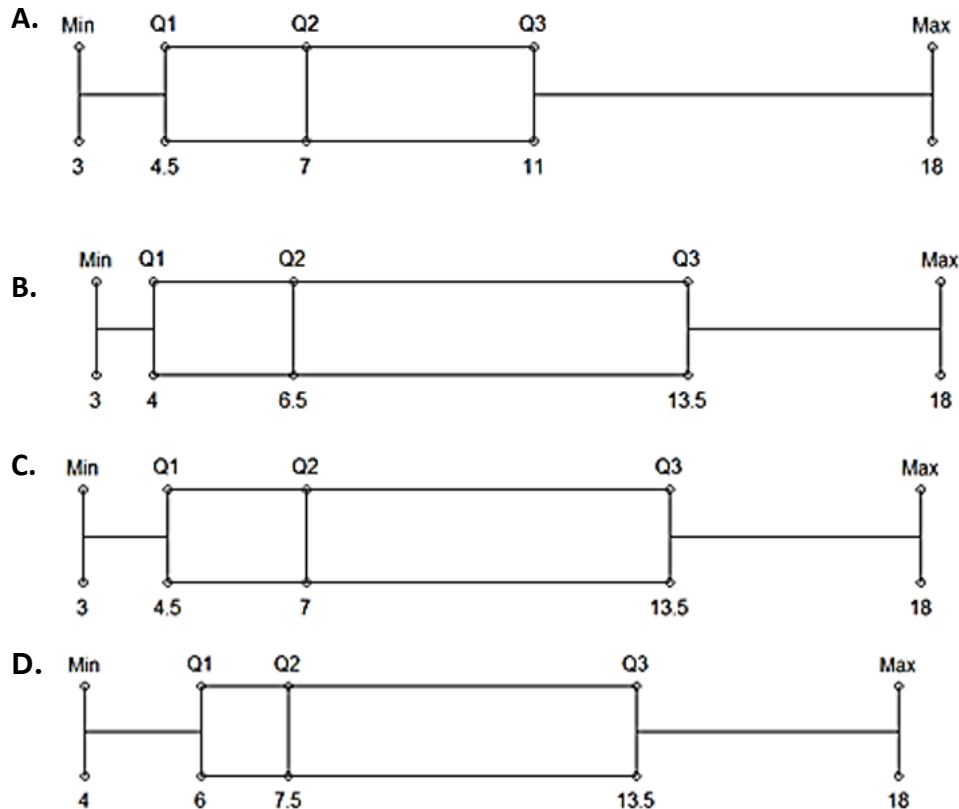 A.
Min Q1 Q2 Q3 Max
3 4.5 7 11 18
B.
Min Q1 Q2 Q3 Max
3 4 6.5 13.5 18
C.
Min Q1 Q2 Q3 Max
3 4.5 7 13.5 18
D.
Min Q1 Q2 Q3 Max
4 6 7.5 13.5 18